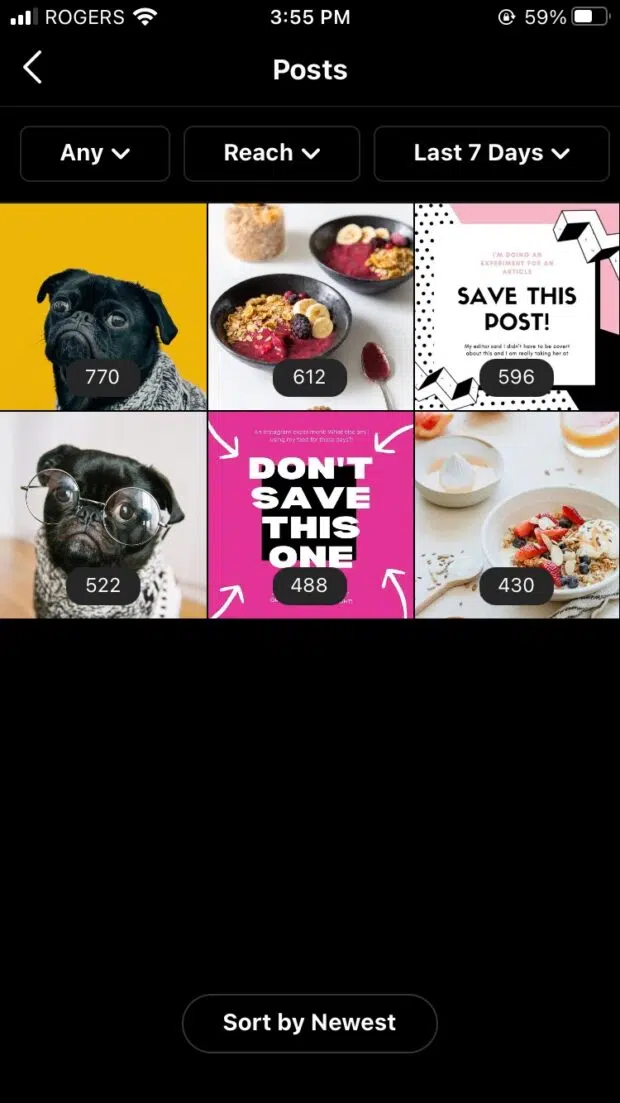 ROGERS
3:55 PM
59%
Posts
Any
Reach
Last 7 Days
770
612
I'M DOING AN
EXPERIMENT FOR AN
ARTICLE
SAVE THIS
POST!
My editor said I didn't have to be covert
about this and I am really taking her at
596
522
An Instagram experiment! What else am I
using my feed for these days?!
DON'T
SAVE
THIS
ONE
488
430
Sort by Newest